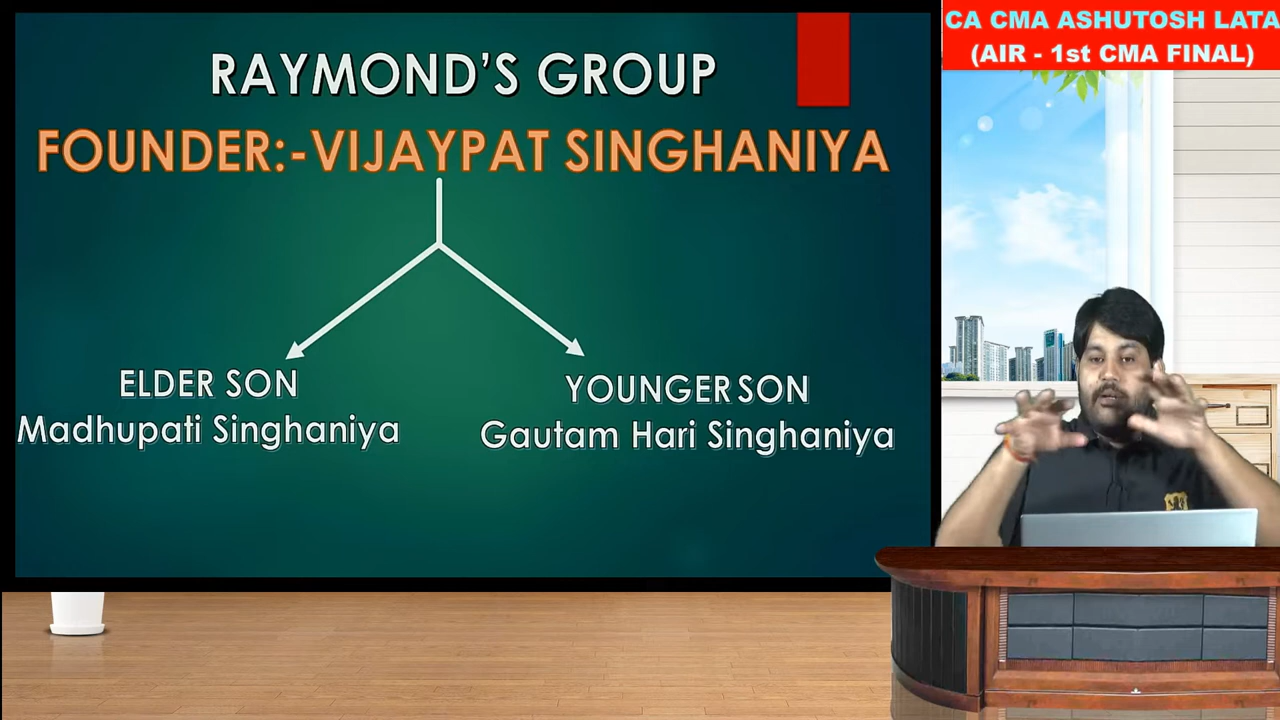 RAYMOND'S GROUP
FOUNDER:-VIJAYPAT SINGHANIYA
ELDER SON
Madhupati Singhaniya
YOUNGER SON
Gautam Hari Singhaniya
CA CMA ASHUTOSH LATA
(AIR - 1st CMA FINAL)